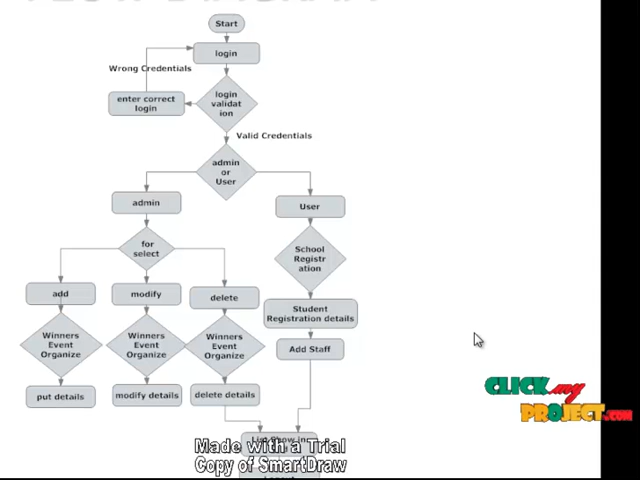 Start
login
Wrong Credentials
enter correct
login
login
validat
ion
Valid Credentials
admin
or
User
admin
User
for
select
School
Registr
ation
add
modify
delete
Student
Registration details
Winners
Event
Organize
Winners
Event
Organize
Winners
Event
Organize
Add Staff
put details
modify details
delete details
CLICK my
PROJECT.COM
Made with a Trial
Copy of SmartDraw